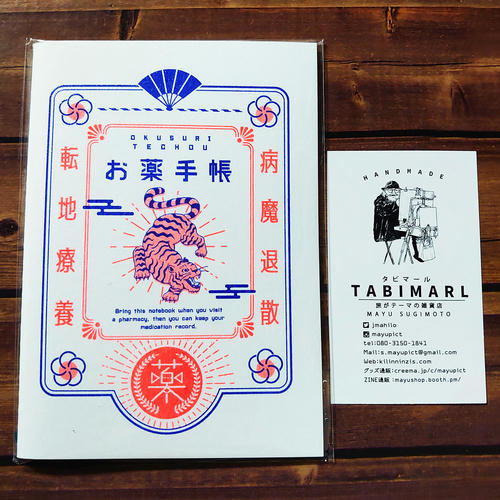 OKUSURI
TECHOU
お薬手帳
病魔退散
転地療養
Bring this notebook when you visit
a pharmacy, then you can keep your
medication record.
薬
HANDMADE
タビマール
TABIMARL
旅がテーマの雑貨店
MAYU SUGIMOTO
jmahlio
mayupict
tel:080-3150-1841
Mail:s.mayupict@gmail.com
Web:kilinninzis.com
グッズ通販:creema.jp/c/mayupict
ZINE通販:mayushop.booth.pm/